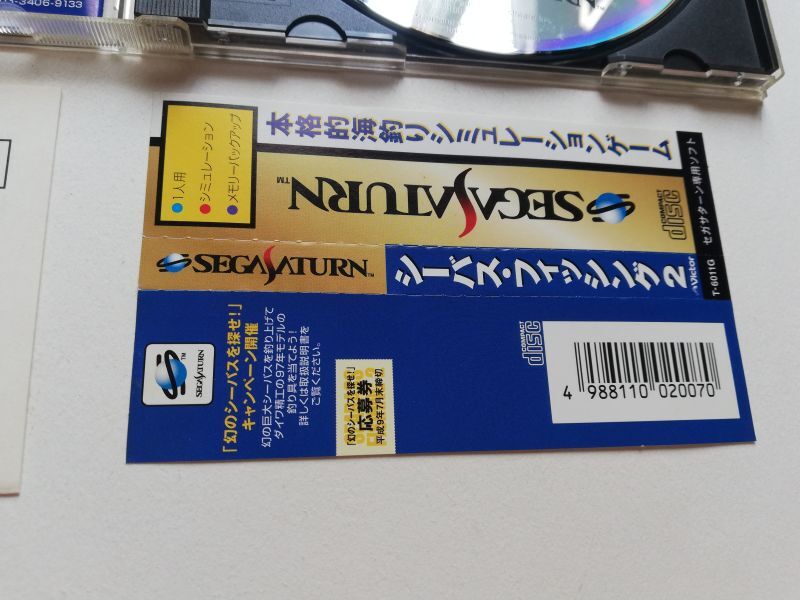 3406-9133
本格的海釣りシミュレーションゲーム
SEGA SATURN™
1人用
シミュレーション
メモリーバックアップ
COMPACT
disc
セガサターン専用ソフト
T-6011G
SEGA SATURN™
シーバス・フィッシング2
Victor
SEGA SATURN
「幻のシーバスを探せ!」
キャンペーン開催
幻の巨大シーバスを釣り上げて
ダイワ精工の97年モデルの
釣り具を当てよう!
詳しくは取扱説明書を
ご覧ください。
「幻のシーバスを探せ!」
応募券
平成9年7月末締切
COMPACT
disc
4 988110 020070